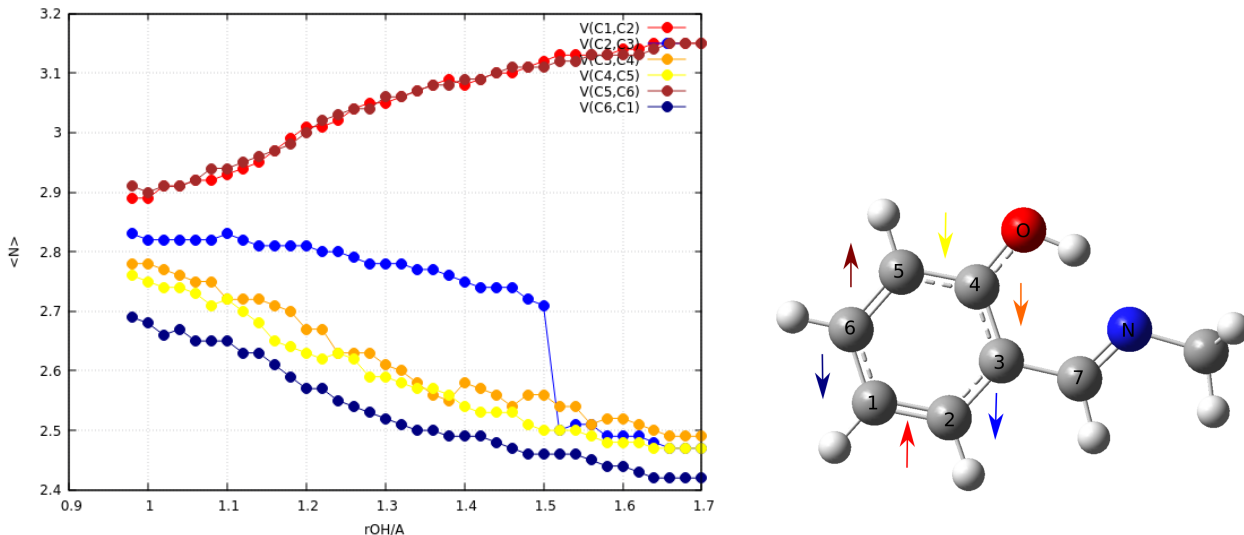 3.2
3.1
3
2.9
2.8
2.7
2.6
2.5
2.4
<N>
0.9 1 1.1 1.2 1.3 1.4 1.5 1.6 1.7
rOH/A
V(C1,C2)
V(C2,C3)
V(C3,C4)
V(C4,C5)
V(C5,C6)
V(C6,C1)
O
5
4
6
N
3
7
1
2